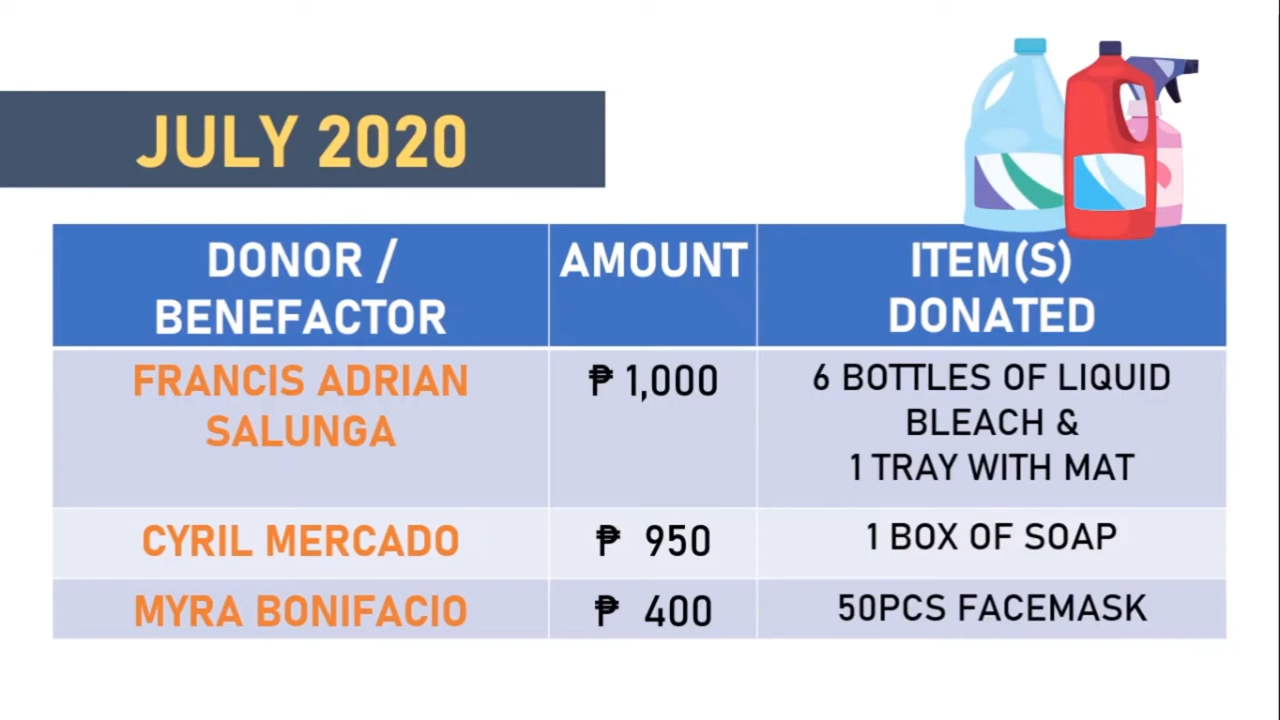 JULY 2020
DONOR /
BENEFACTOR
AMOUNT
ITEM(S)
DONATED
FRANCIS ADRIAN
SALUNGA
₱ 1,000
6 BOTTLES OF LIQUID
BLEACH &
1 TRAY WITH MAT
CYRIL MERCADO
₱ 950
1 BOX OF SOAP
MYRA BONIFACIO
₱ 400
50PCS FACEMASK